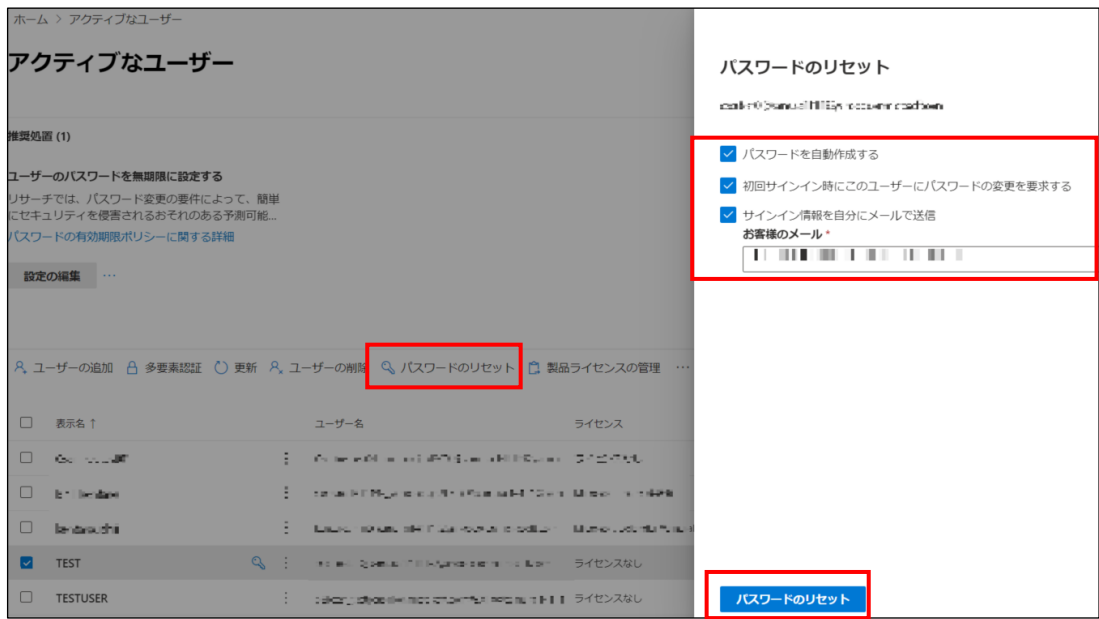 ホーム > アクティブなユーザー
アクティブなユーザー
推奨処置 (1)
ユーザーのパスワードを無期限に設定する
リサーチでは、パスワード変更の要件によって、簡単
にセキュリティを侵害されるおそれのある予測可能...
パスワードの有効期限ポリシーに関する詳細
設定の編集 ...
ユーザーの追加 多要素認証 更新 ユーザーの削除 パスワードのリセット 製品ライセンスの管理 ...
表示名 ↑ ユーザー名 ライセンス
TEST ライセンスなし
TESTUSER ライセンスなし
パスワードのリセット
パスワードを自動作成する
初回サインイン時にこのユーザーにパスワードの変更を要求する
サインイン情報を自分にメールで送信
お客様のメール *
パスワードのリセット